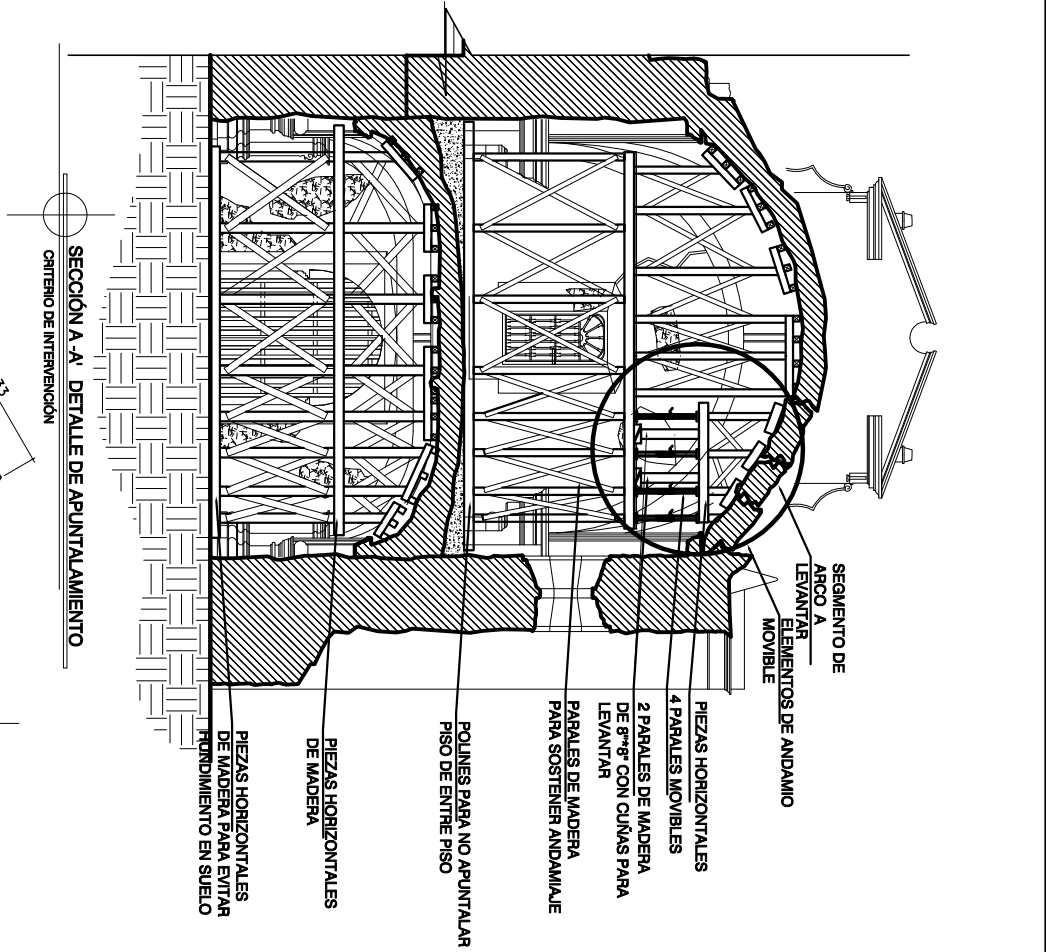 SEGMENTO DE
ARCO A
LEVANTAR
ELEMENTOS DE ANDAMIO
MOVIBLE
PIEZAS HORIZONTALES
4 PARALES MOVIBLES
2 PARALES DE MADERA
DE 8"*8" CON CUÑAS PARA
LEVANTAR
PARALES DE MADERA
PARA SOSTENER ANDAMIAJE
POLINES PARA NO APUNTALAR
PISO DE ENTRE PISO
PIEZAS HORIZONTALES
DE MADERA
PIEZAS HORIZONTALES
DE MADERA PARA EVITAR
HUNDIMIENTO EN SUELO
SECCIÓN A -A' DETALLE DE APUNTALAMIENTO
CRITERIO DE INTERVENCIÓN
33